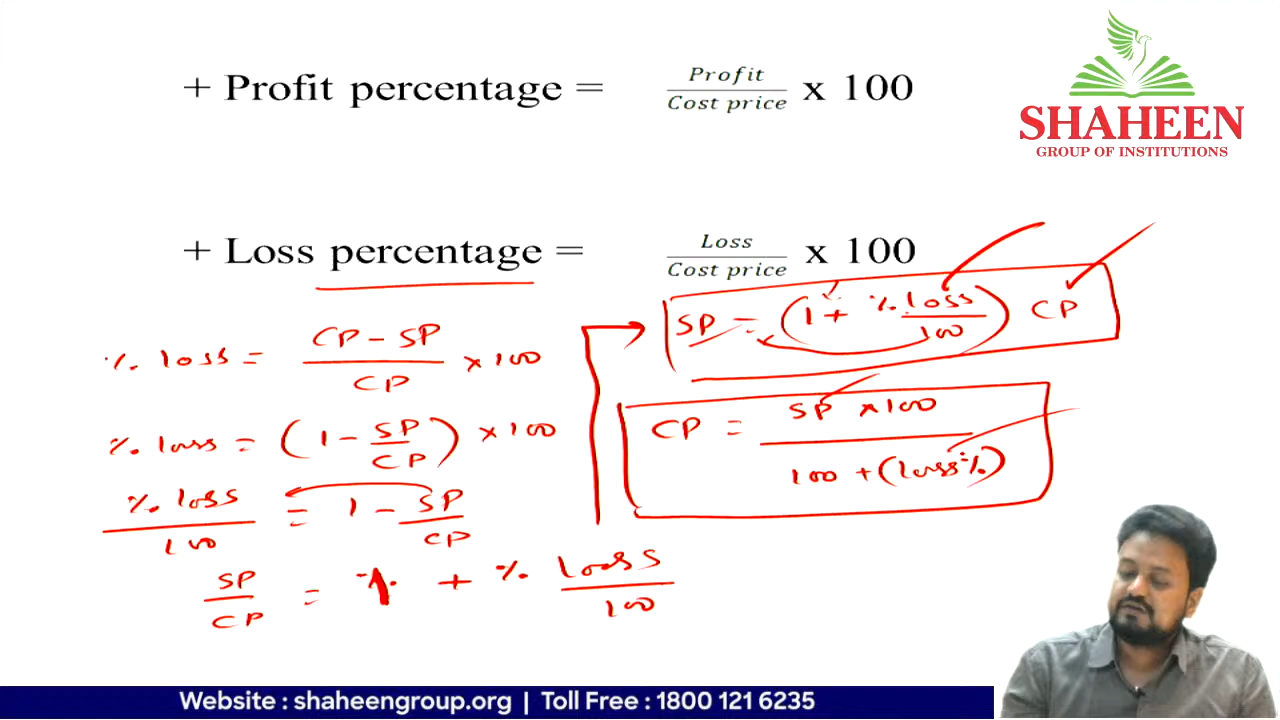 + Profit percentage = Profit / Cost price x 100
SHAHEEN
GROUP OF INSTITUTIONS
+ Loss percentage = Loss / Cost price x 100
SP = (1 + % loss / 100) CP
% loss = CP - SP / CP x 100
CP = SP x 100 / 100 + (loss %)
% loss = (1 - SP / CP) x 100
% loss / 100 = 1 - SP / CP
SP / CP = 1 + % loss / 100
Website : shaheengroup.org | Toll Free : 1800 121 6235